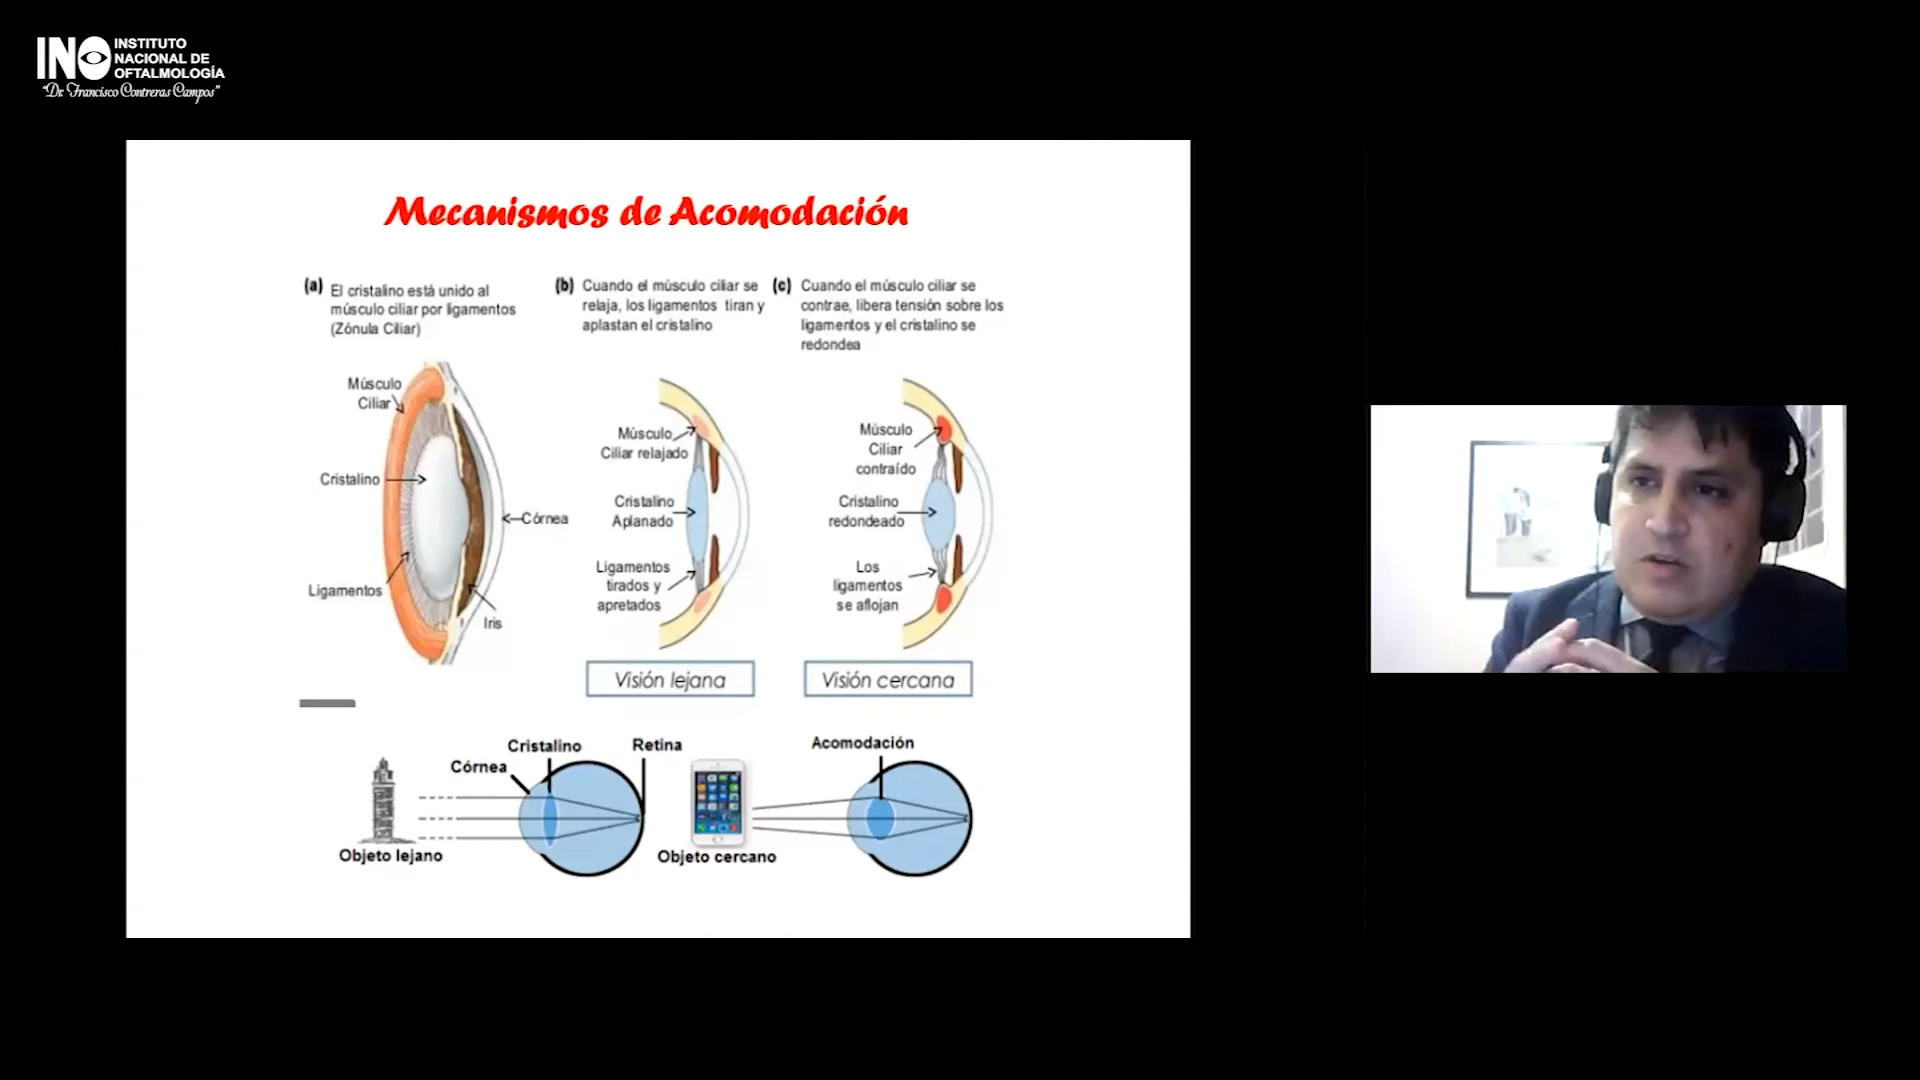 INO INSTITUTO
NACIONAL DE
OFTALMOLOGÍA
"Dr. Francisco Contreras Campos"
Mecanismos de Acomodación
(a) El cristalino está unido al
músculo ciliar por ligamentos
(Zónula Ciliar)
Músculo
Ciliar
Cristalino
Córnea
Ligamentos
Iris
(b) Cuando el músculo ciliar se
relaja, los ligamentos tiran y
aplastan el cristalino
Músculo
Ciliar relajado
Cristalino
Aplanado
Ligamentos
tirados y
apretados
Visión lejana
(c) Cuando el músculo ciliar se
contrae, libera tensión sobre los
ligamentos y el cristalino se
redondea
Músculo
Ciliar
contraído
Cristalino
redondeado
Los
ligamentos
se aflojan
Visión cercana
Cristalino
Retina
Córnea
Objeto lejano
Acomodación
Objeto cercano